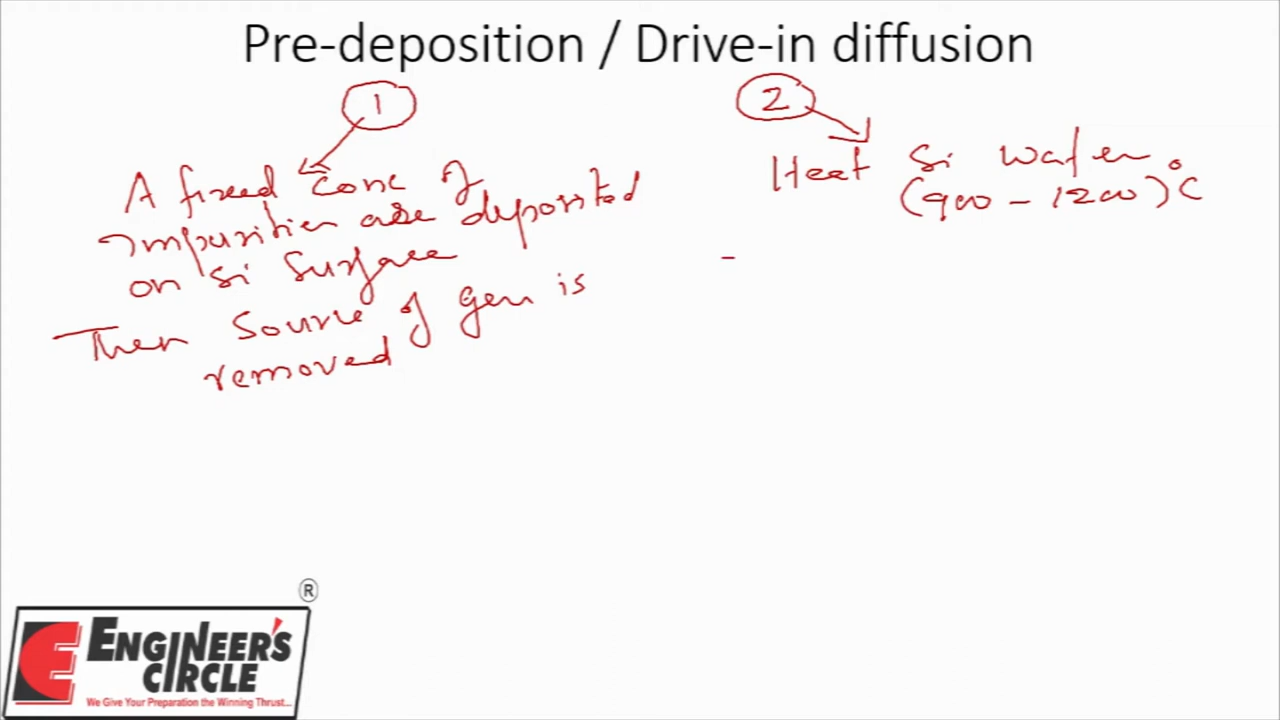 Pre-deposition / Drive-in diffusion
1
A fixed conc of
Impurities are deposited
on Si Surface
Then Source of gen is
removed
2
Heat Si wafer
(900 - 1200)°C
-
®
ENGINEER'S
CIRCLE
We Give Your Preparation the Winning Thrust...